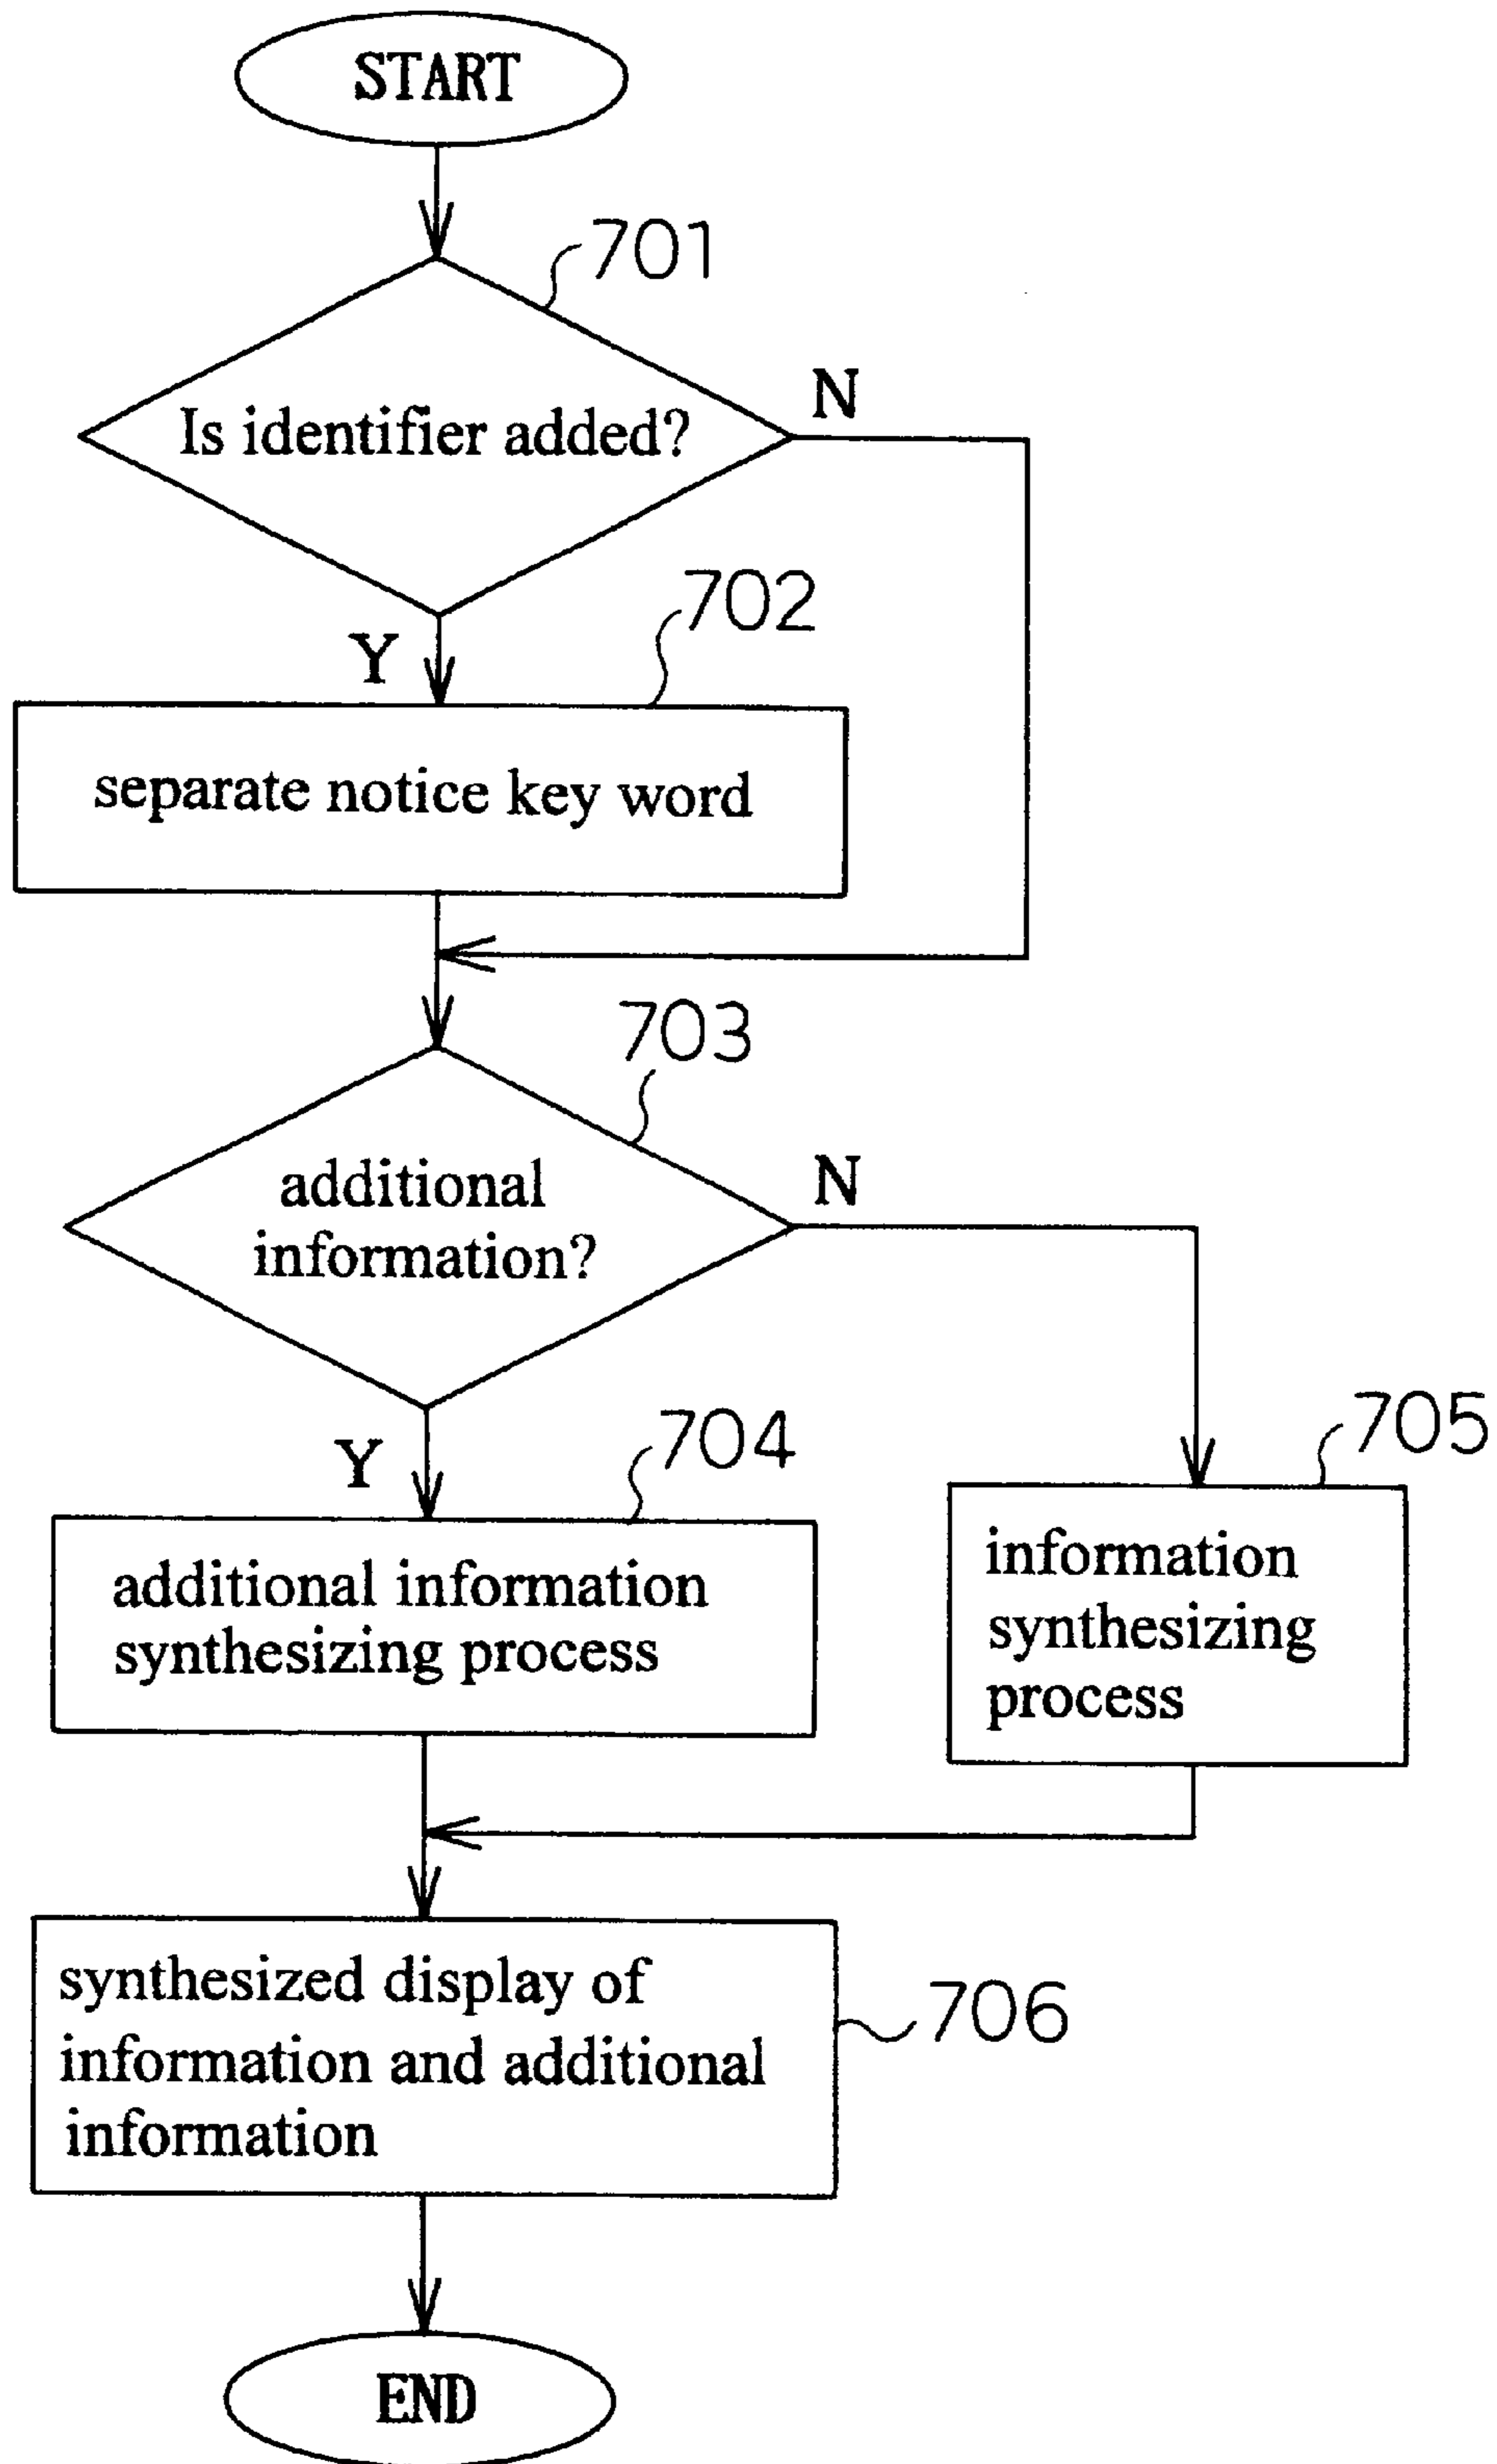 START
701
Is identifier added?
N
Y
702
separate notice key word
703
additional
information?
N
Y
704
additional information
synthesizing process
705
information
synthesizing
process
synthesized display of
information and additional
information
706
END